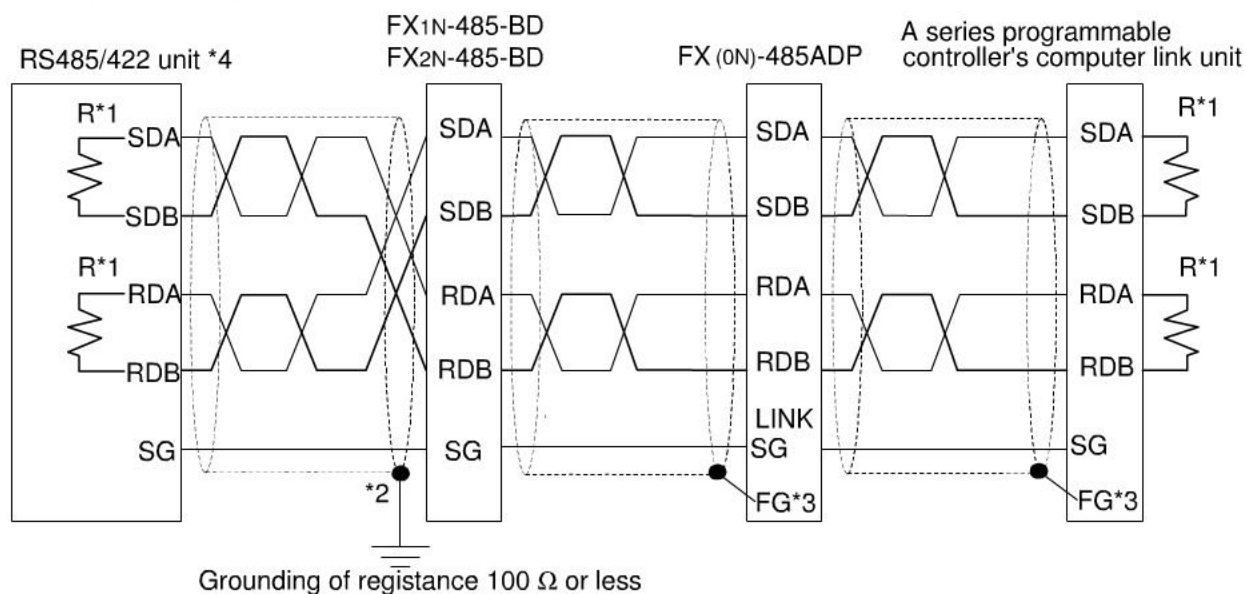 FX1N-485-BD
FX2N-485-BD
RS485/422 unit *4
FX (0N)-485ADP
A series programmable
controller's computer link unit
R*1
SDA
SDB
R*1
RDA
RDB
SG
SDA
SDB
RDA
RDB
SG
*2
SDA
SDB
RDA
RDB
LINK
SG
FG*3
SDA
SDB
RDA
RDB
SG
FG*3
R*1
R*1
Grounding of registance 100 Ω or less